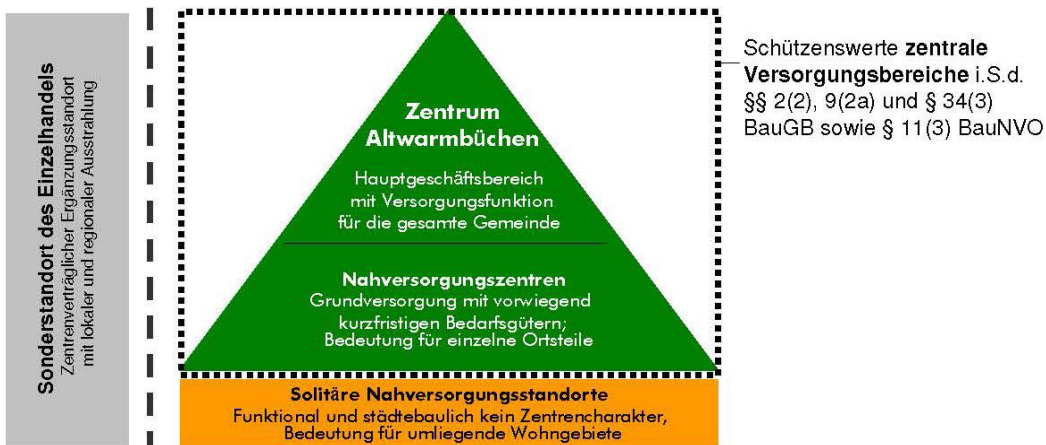 Sonderstandort des Einzelhandels
Zentrenverträglicher Ergänzungsstandort
mit lokaler und regionaler Ausstrahlung
Zentrum
Altwarmbüchen
Hauptgeschäftsbereich
mit Versorgungsfunktion
für die gesamte Gemeinde
Nahversorgungszentren
Grundversorgung mit vorwiegend
kurzfristigen Bedarfsgütern;
Bedeutung für einzelne Ortsteile
Solitäre Nahversorgungsstandorte
Funktional und städtebaulich kein Zentrencharakter,
Bedeutung für umliegende Wohngebiete
Schützenswerte zentrale
Versorgungsbereiche i.S.d.
§§ 2(2), 9(2a) und § 34(3)
BauGB sowie § 11(3) BauNVO